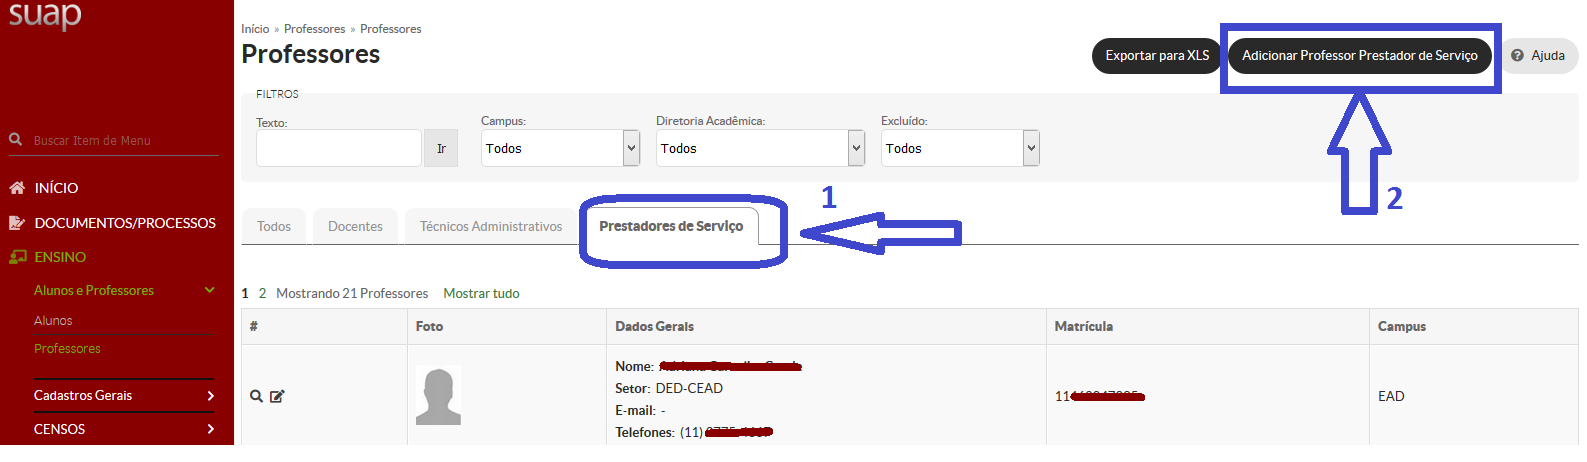 suap
Início » Professores » Professores
Professores
Exportar para XLS
Adicionar Professor Prestador de Serviço
Ajuda
FILTROS
Texto:
Ir
Campus:
Todos
Diretoria Acadêmica:
Todos
Excluído:
Todos
Buscar Item de Menu
INÍCIO
DOCUMENTOS/PROCESSOS
ENSINO
Alunos e Professores
Alunos
Professores
Cadastros Gerais
CENSOS
1
2
Todos
Docentes
Técnicos Administrativos
Prestadores de Serviço
1 2 Mostrando 21 Professores Mostrar tudo
# Foto Dados Gerais Matrícula Campus
Nome:
Setor: DED-CEAD
E-mail: -
Telefones: (11)
11
EAD